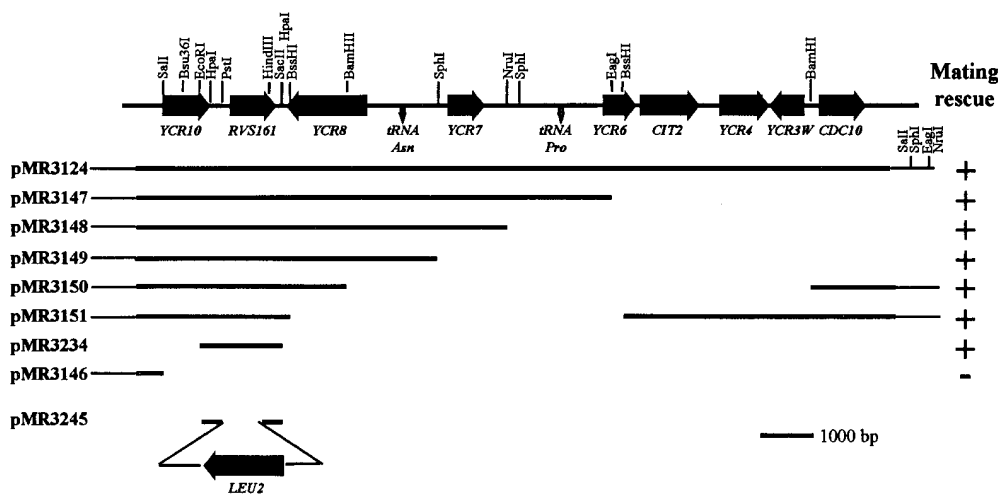 SalI
Bsu36I
EcoRI
HpaI
PstI
HindIII
SacII
HpaI
BssHI
BamHII
SphI
NruI
SphI
EagI
BssHI
BamHI
Mating
rescue
YCR10
RVS161
YCR8
tRNA
Asn
YCR7
tRNA
Pro
YCR6
CIT2
YCR4
YCR3W
CDC10
SalI
SphI
EagI
NruI
pMR3124 +
pMR3147 +
pMR3148 +
pMR3149 +
pMR3150 +
pMR3151 +
pMR3234 +
pMR3146 -
pMR3245
1000 bp
LEU2